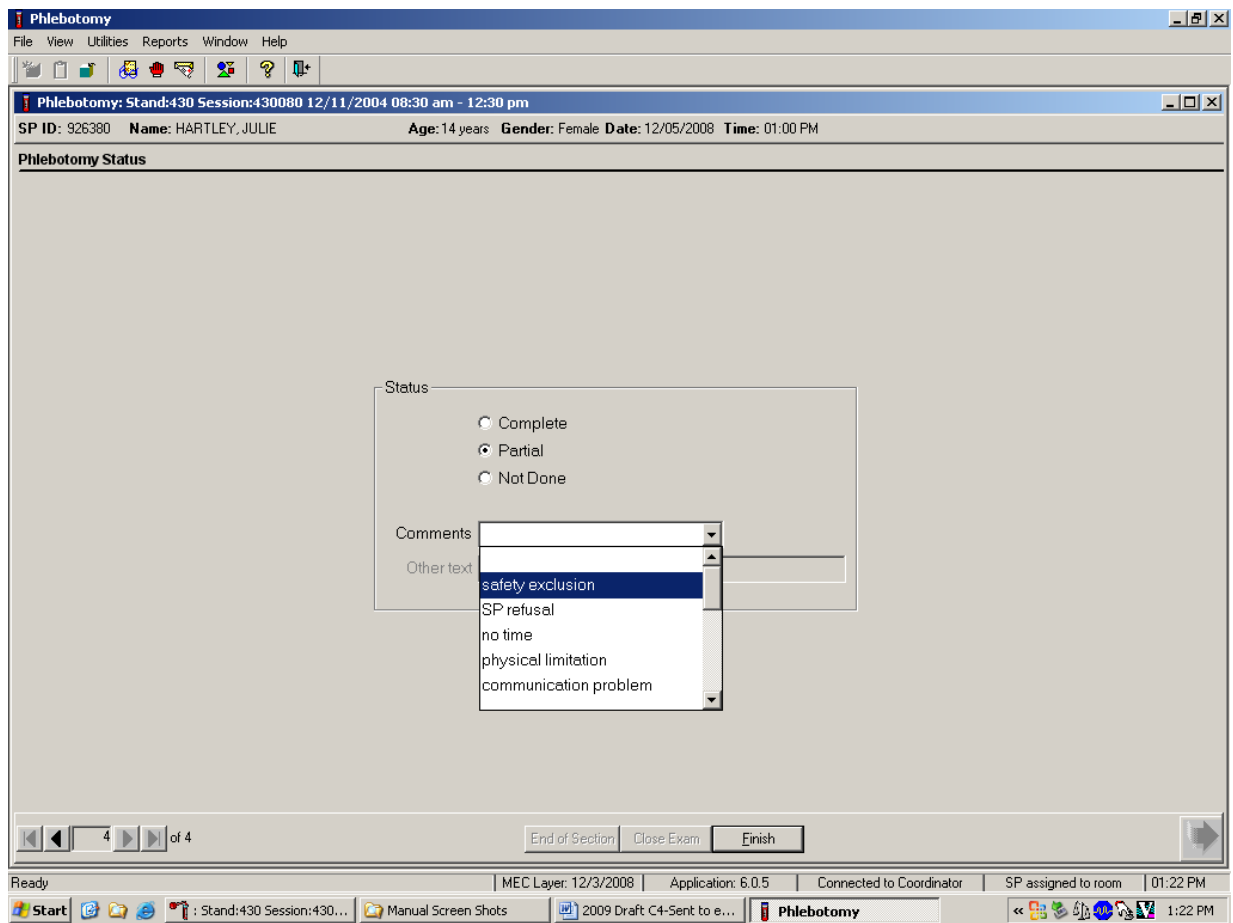 Phlebotomy
File View Utilities Reports Window Help
Phlebotomy: Stand:430 Session:430080 12/11/2004 08:30 am - 12:30 pm
SP ID: 926380 Name: HARTLEY, JULIE Age: 14 years Gender: Female Date: 12/05/2008 Time: 01:00 PM
Phlebotomy Status
Status
Complete
Partial
Not Done
Comments
Other text
safety exclusion
SP refusal
no time
physical limitation
communication problem
4 of 4 End of Section Close Exam Finish
Ready MEC Layer: 12/3/2008 Application: 6.0.5 Connected to Coordinator SP assigned to room 01:22 PM
Start : Stand:430 Session:430... Manual Screen Shots 2009 Draft C4-Sent to e... Phlebotomy « 1:22 PM